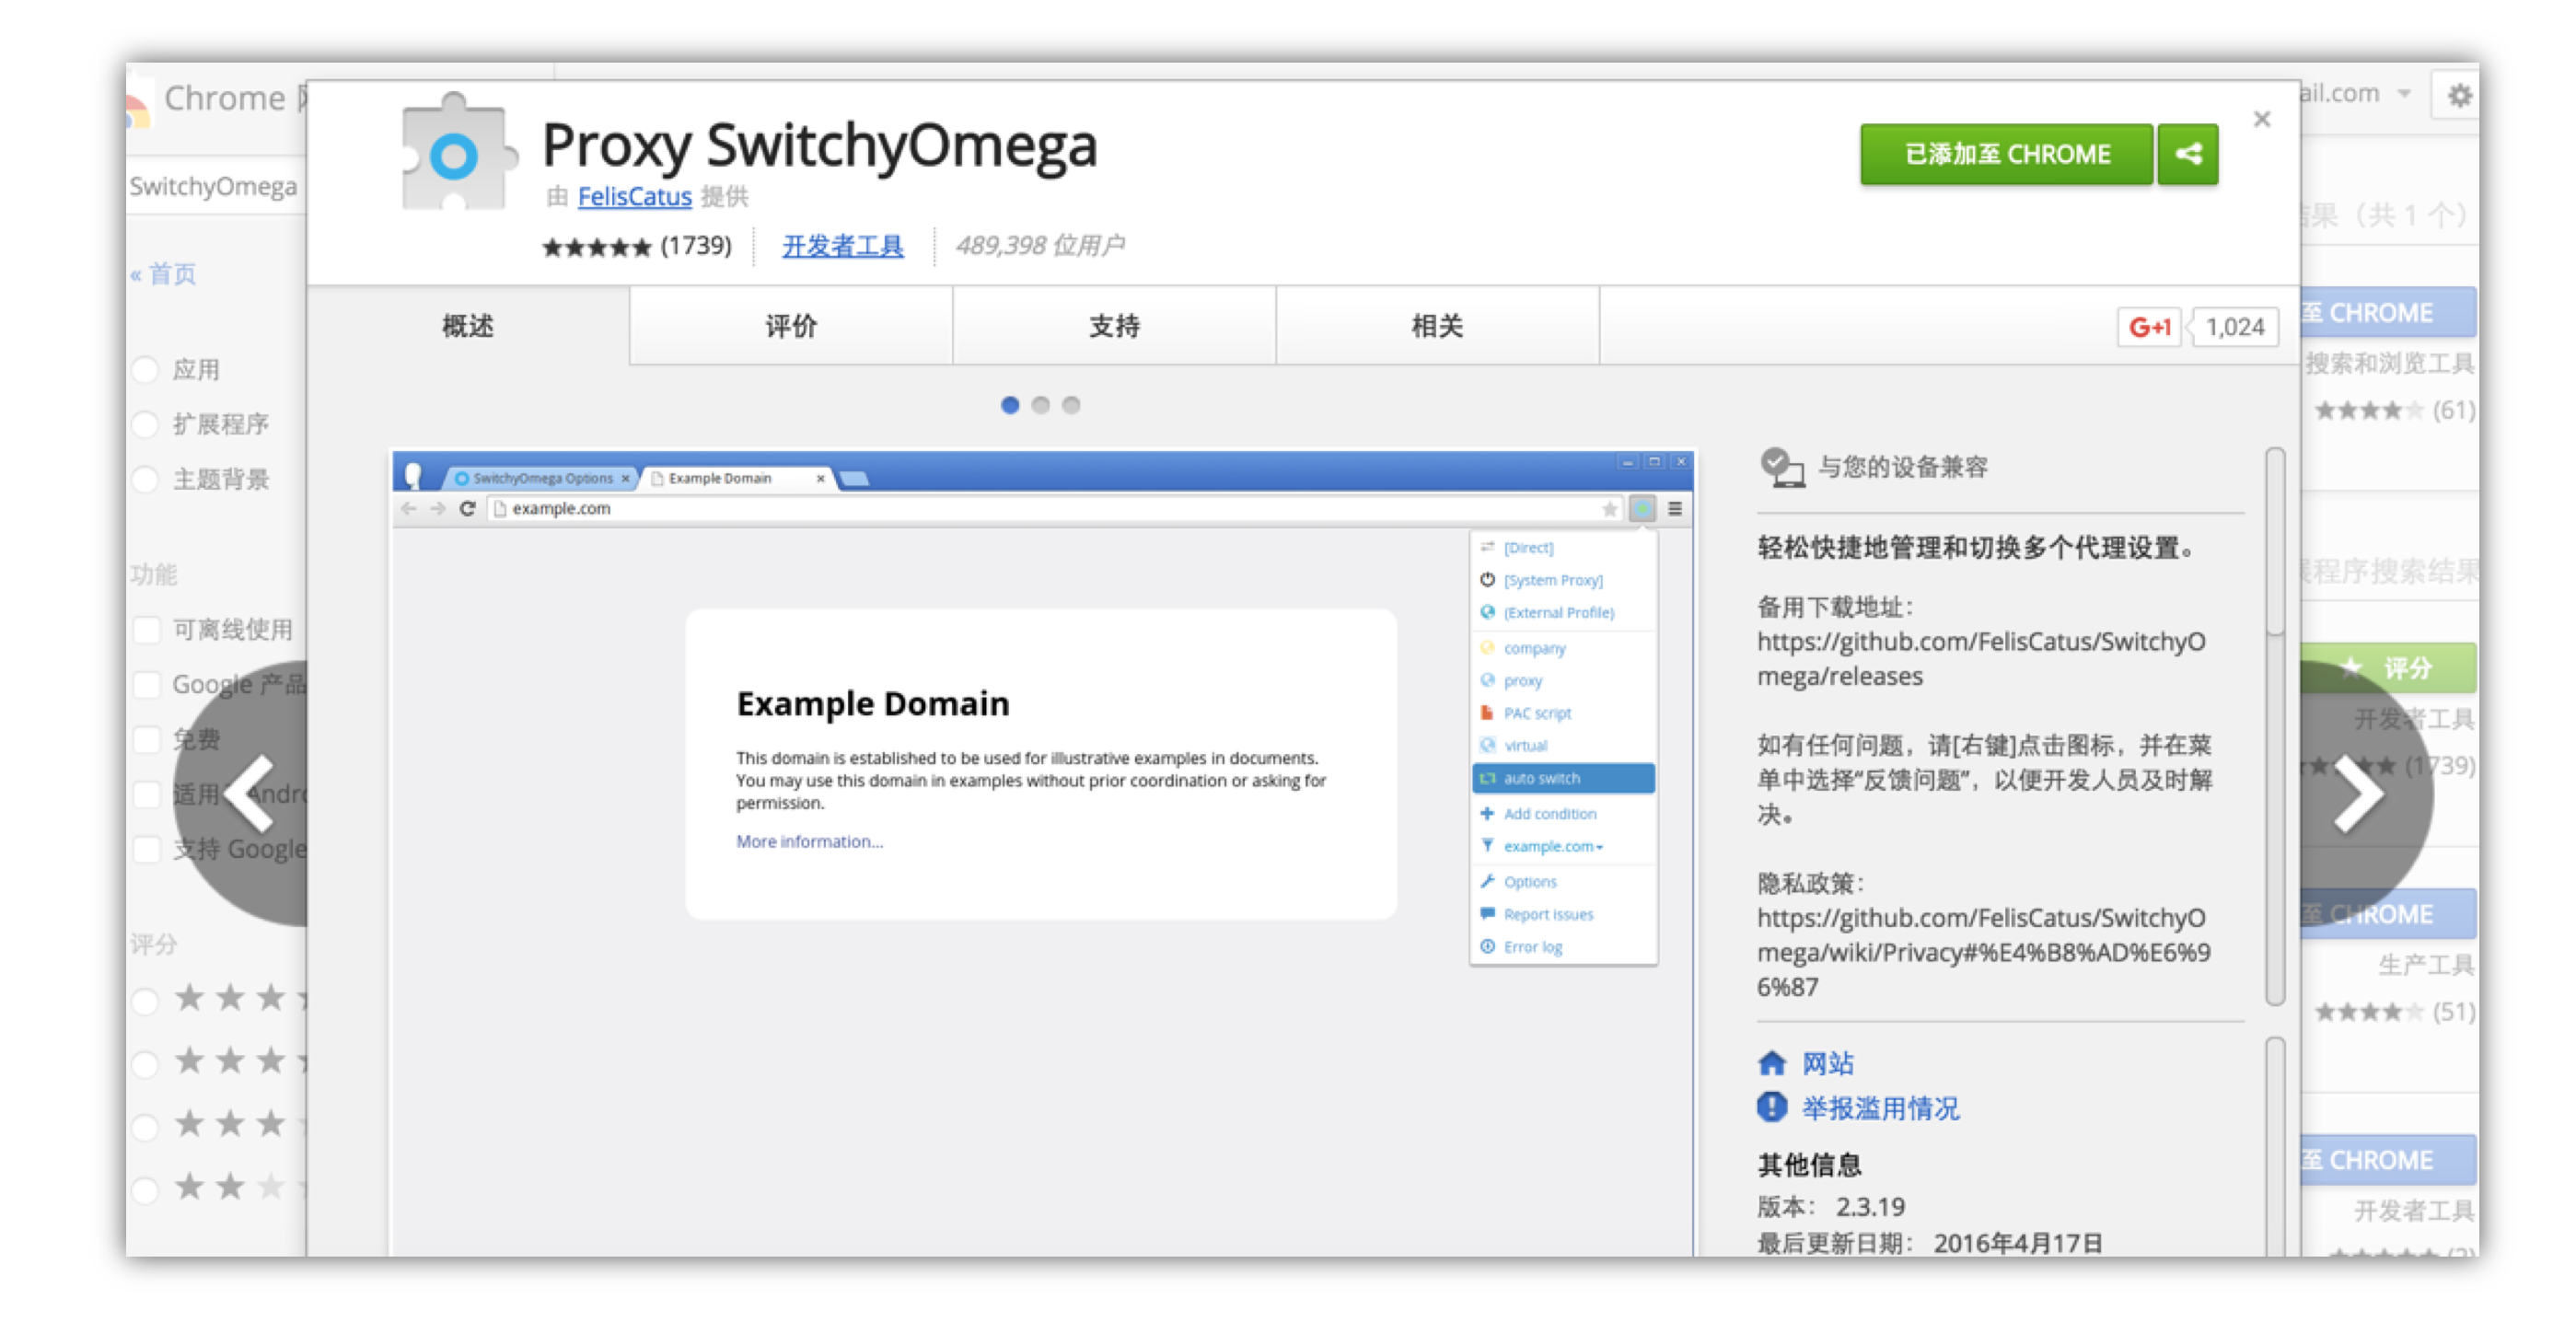 Chrome
ail.com
SwitchyOmega
« 首页
应用
扩展程序
主题背景
功能
可离线使用
Google 产品
免费
适用 Andro
支持 Google
评分
Proxy SwitchyOmega
由 FelisCatus 提供
(1739)
开发者工具
489,398 位用户
已添加至 CHROME
概述
评价
支持
相关
G+1
1,024
SwitchyOmega Options
Example Domain
example.com
[Direct]
[System Proxy]
(External Profile)
company
proxy
PAC script
virtual
auto switch
Add condition
example.com
Options
Report issues
Error log
Example Domain
This domain is established to be used for illustrative examples in documents.
You may use this domain in examples without prior coordination or asking for
permission.
More information...
与您的设备兼容
轻松快捷地管理和切换多个代理设置。
备用下载地址：
https://github.com/FelisCatus/SwitchyO
mega/releases
如有任何问题，请[右键]点击图标，并在菜
单中选择“反馈问题”，以便开发人员及时解
决。
隐私政策：
https://github.com/FelisCatus/SwitchyO
mega/wiki/Privacy#%E4%B8%AD%E6%9
6%87
网站
举报滥用情况
其他信息
版本： 2.3.19
最后更新日期： 2016年4月17日
果（共 1 个）
至 CHROME
搜索和浏览工具
(61)
程序搜索结果
评分
开发者工具
(1739)
至 CHROME
生产工具
(51)
至 CHROME
开发者工具